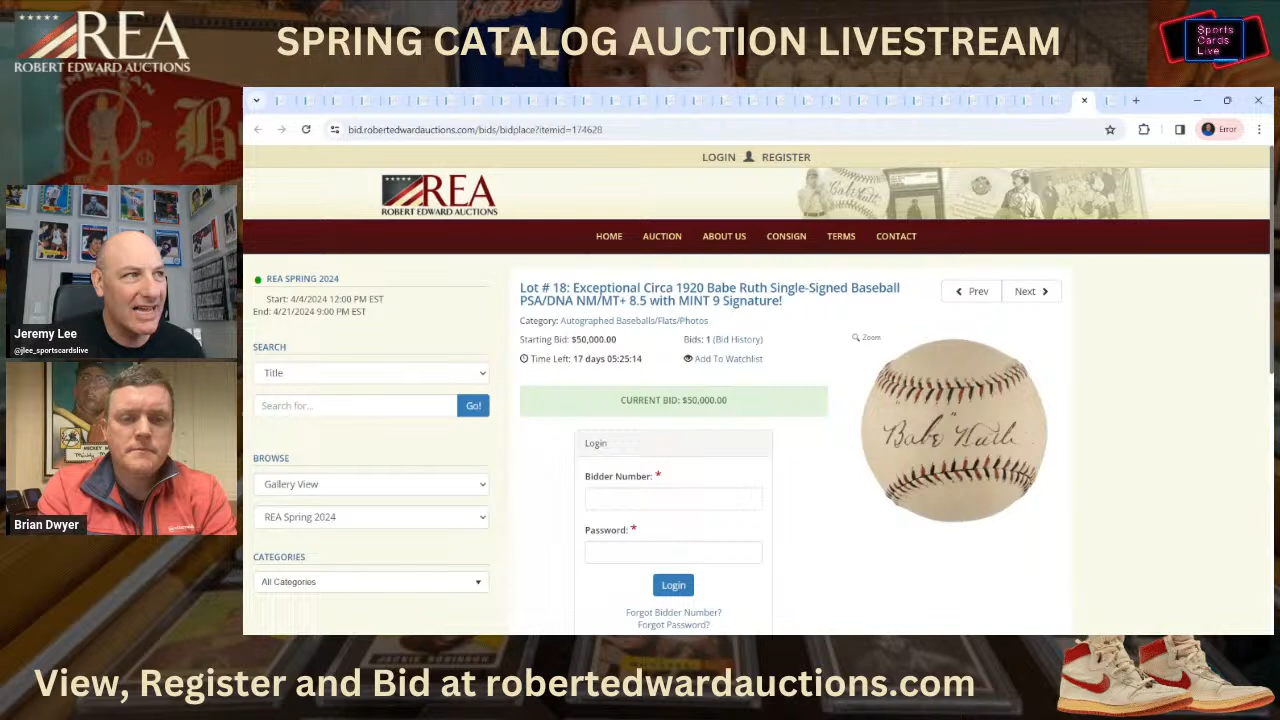 REA
ROBERT EDWARD AUCTIONS
SPRING CATALOG AUCTION LIVESTREAM
Sports
Cards
Live
bid.robertedwardauctions.com/bids/bidplace?itemid=174628
Error
LOGIN REGISTER
REA
ROBERT EDWARD AUCTIONS
HOME AUCTION ABOUT US CONSIGN TERMS CONTACT
REA SPRING 2024
Start: 4/4/2024 12:00 PM EST
End: 4/21/2024 9:00 PM EST
SEARCH
Title
Search for... Go!
BROWSE
Gallery View
REA Spring 2024
CATEGORIES
All Categories
Lot # 18: Exceptional Circa 1920 Babe Ruth Single-Signed Baseball
PSA/DNA NM/MT+ 8.5 with MINT 9 Signature!
Prev Next
Category: Autographed Baseballs/Flats/Photos
Starting Bid: $50,000.00 Bids: 1 (Bid History)
Time Left: 17 days 05:25:14 Add To Watchlist
CURRENT BID: $50,000.00
Login
Bidder Number: *
Password: *
Login
Forgot Bidder Number?
Forgot Password?
Zoom
"Babe" Ruth
Jeremy Lee
@jlee_sportscardslive
Brian Dwyer
View, Register and Bid at robertedwardauctions.com